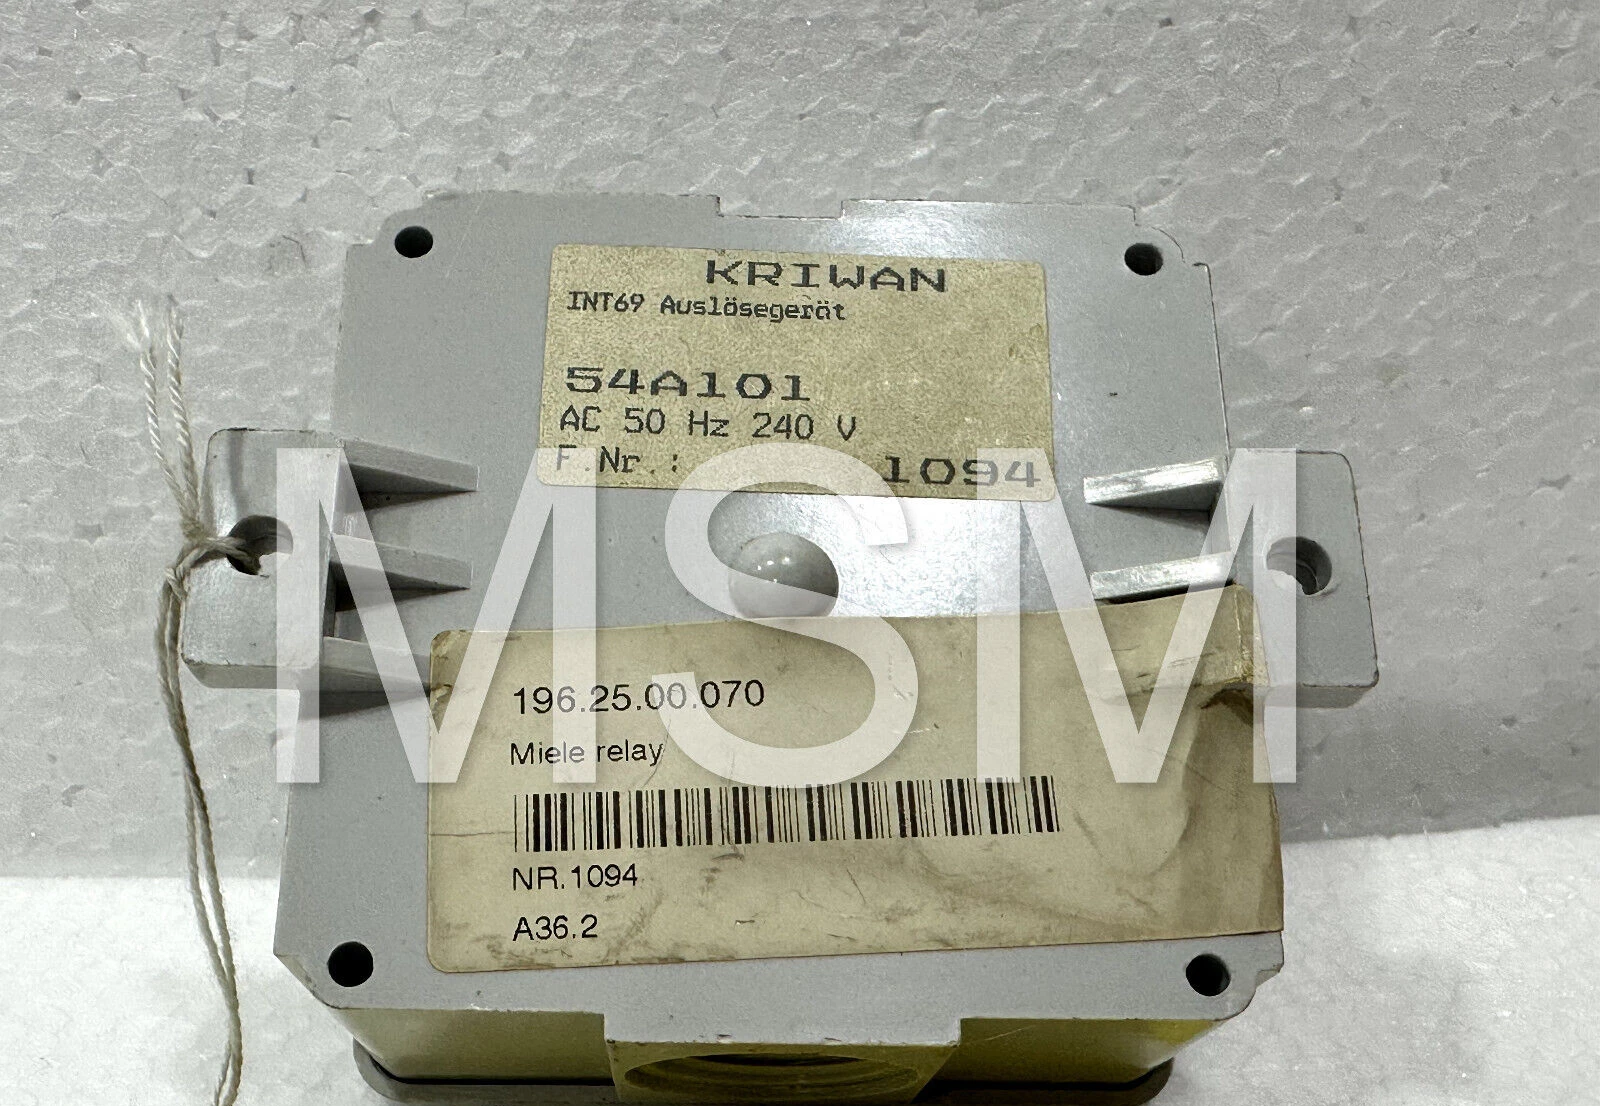 KRIWAN
INT69 Auslösegerät
54A101
AC 50 Hz 240 V
F.Nr.: 1094
MSM
196.25.00.070
Miele relay
NR.1094
A36.2